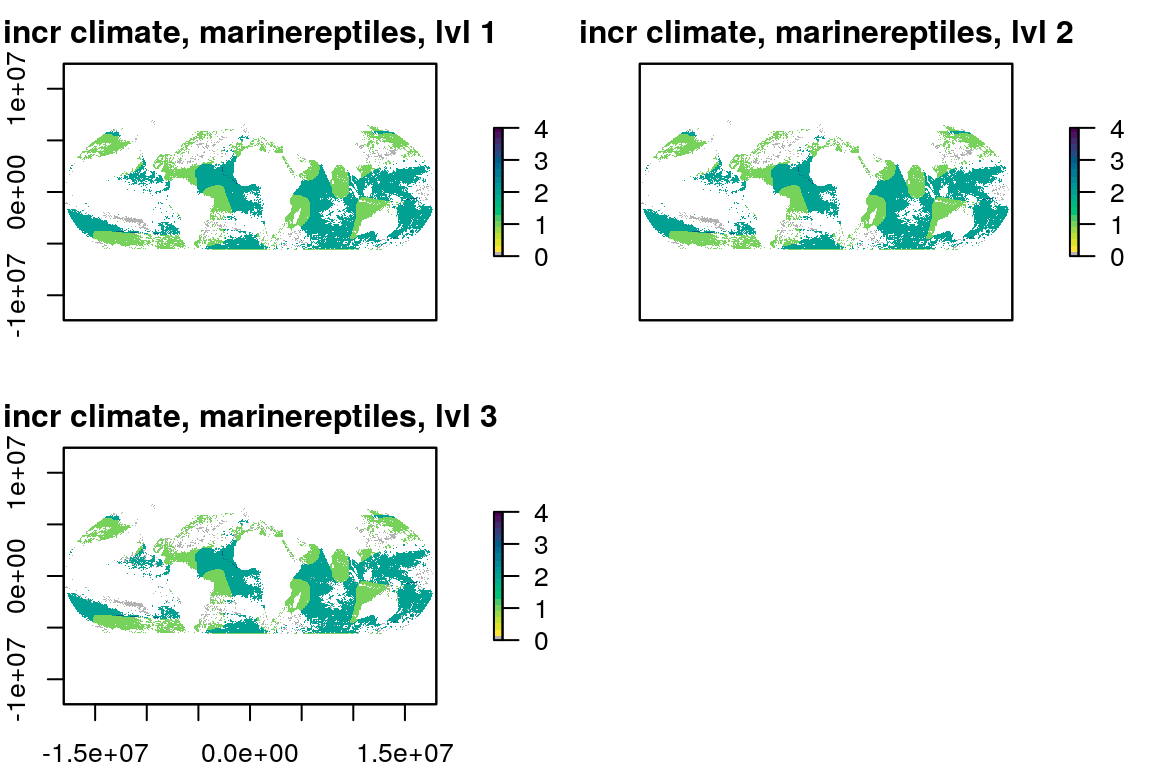 incr climate, marinereptiles, lvl 1
1e+07
0e+00
-1e+07
4
3
2
1
0
incr climate, marinereptiles, lvl 2
4
3
2
1
0
incr climate, marinereptiles, lvl 3
1e+07
0e+00
-1e+07
4
3
2
1
0
-1.5e+07 0.0e+00 1.5e+07